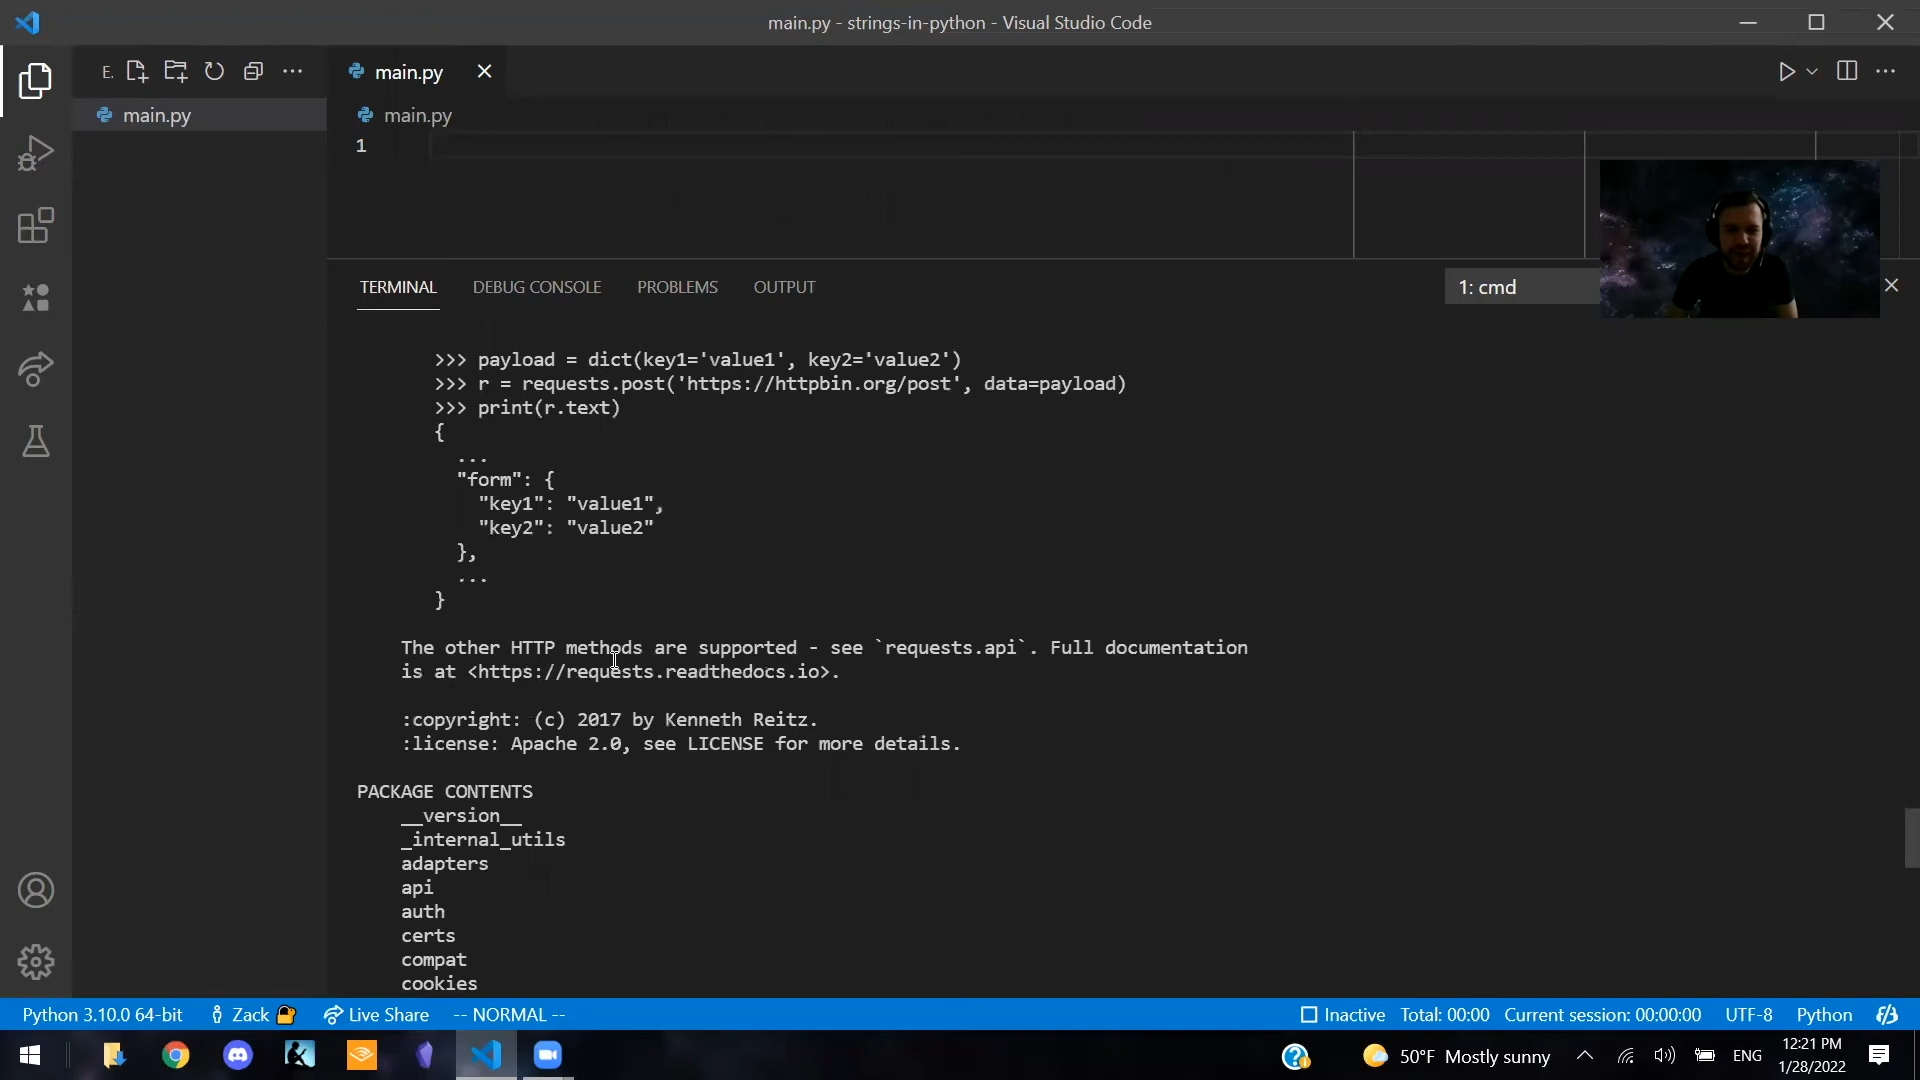 main.py - strings-in-python - Visual Studio Code
E.
main.py
main.py
main.py
1
TERMINAL
DEBUG CONSOLE
PROBLEMS
OUTPUT
1: cmd
>>> payload = dict(key1='value1', key2='value2')
>>> r = requests.post('https://httpbin.org/post', data=payload)
>>> print(r.text)
{
...
"form": {
"key1": "value1",
"key2": "value2"
},
...
}
The other HTTP methods are supported - see `requests.api`. Full documentation
is at <https://requests.readthedocs.io>.
:copyright: (c) 2017 by Kenneth Reitz.
:license: Apache 2.0, see LICENSE for more details.
PACKAGE CONTENTS
__version__
_internal_utils
adapters
api
auth
certs
compat
cookies
Python 3.10.0 64-bit
Zack
Live Share
-- NORMAL --
Inactive
Total: 00:00
Current session: 00:00:00
UTF-8
Python
50°F Mostly sunny
ENG
12:21 PM
1/28/2022